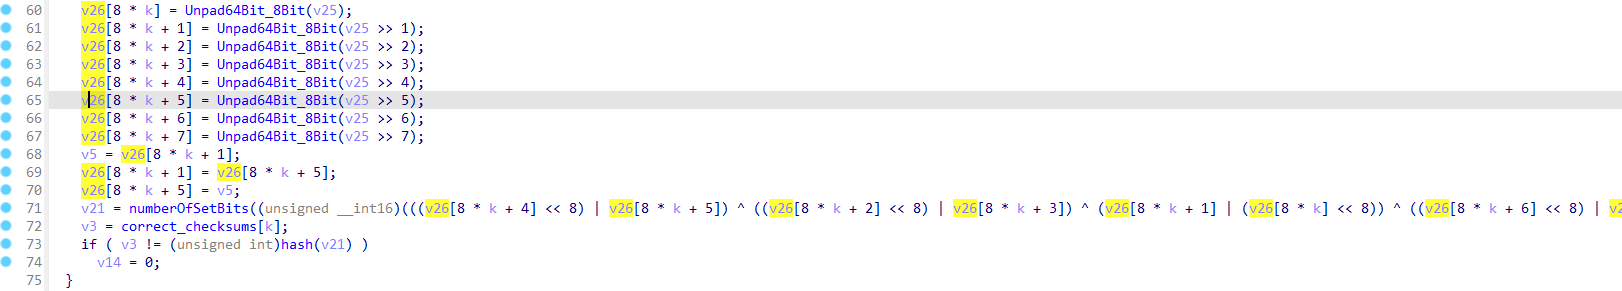 60 v26[8 * k] = Unpad64Bit_8Bit(v25);
61 v26[8 * k + 1] = Unpad64Bit_8Bit(v25 >> 1);
62 v26[8 * k + 2] = Unpad64Bit_8Bit(v25 >> 2);
63 v26[8 * k + 3] = Unpad64Bit_8Bit(v25 >> 3);
64 v26[8 * k + 4] = Unpad64Bit_8Bit(v25 >> 4);
65 v26[8 * k + 5] = Unpad64Bit_8Bit(v25 >> 5);
66 v26[8 * k + 6] = Unpad64Bit_8Bit(v25 >> 6);
67 v26[8 * k + 7] = Unpad64Bit_8Bit(v25 >> 7);
68 v5 = v26[8 * k + 1];
69 v26[8 * k + 1] = v26[8 * k + 5];
70 v26[8 * k + 5] = v5;
71 v21 = numberOfSetBits((unsigned __int16)(((v26[8 * k + 4] << 8) | v26[8 * k + 5]) ^ ((v26[8 * k + 2] << 8) | v26[8 * k + 3]) ^ (v26[8 * k + 1] | (v26[8 * k] << 8)) ^ ((v26[8 * k + 6] << 8) |
72 v3 = correct_checksums[k];
73 if ( v3 != (unsigned int)hash(v21) )
74 v14 = 0;
75 }